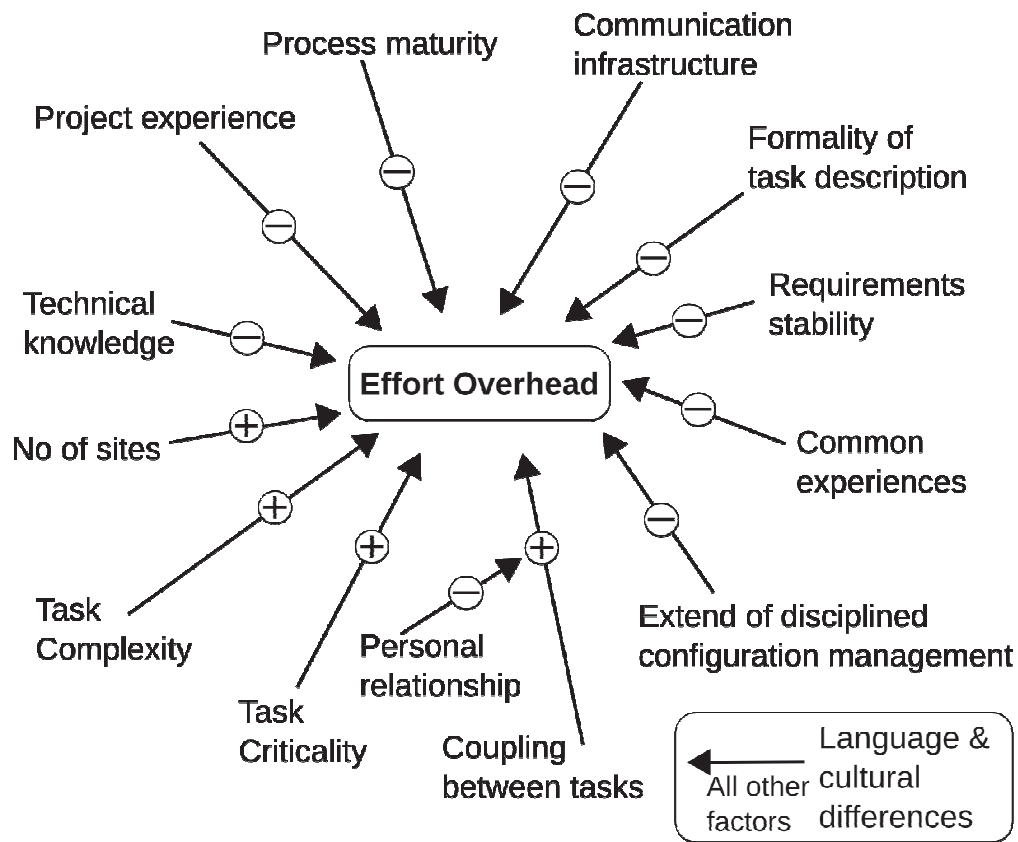 Process maturity
Communication
infrastructure
Project experience
Formality of
task description
Technical
knowledge
Requirements
stability
Effort Overhead
No of sites
Common
experiences
Task
Complexity
Personal
relationship
Extend of disciplined
configuration management
Task
Criticality
Coupling
between tasks
Language &
cultural
differences
All other
factors